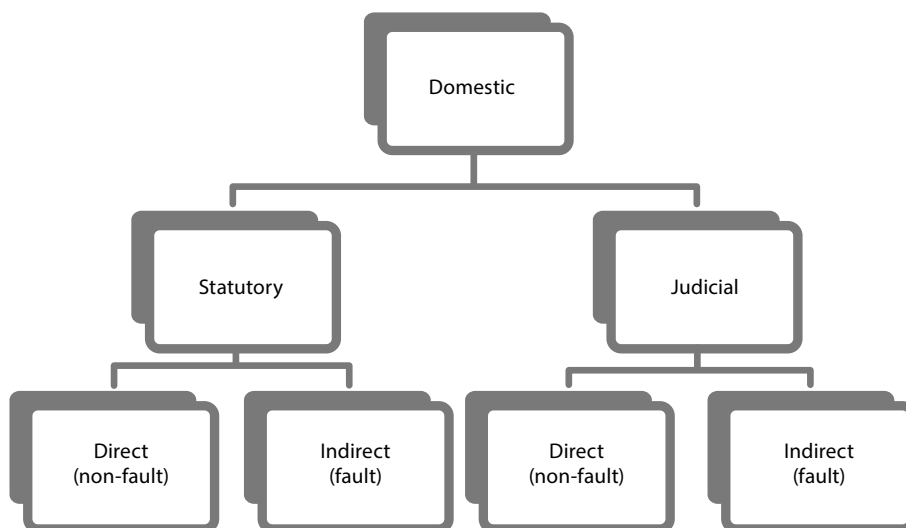 Domestic
Statutory
Judicial
Direct
(non-fault)
Indirect
(fault)
Direct
(non-fault)
Indirect
(fault)